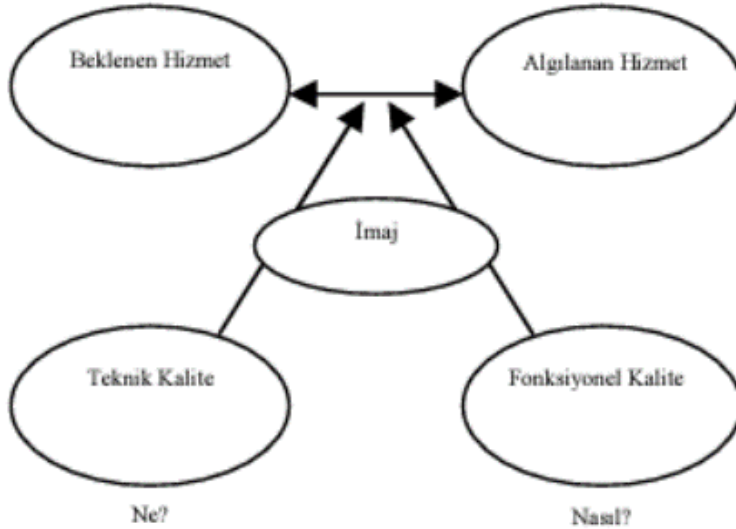 Beklenen Hizmet
Algılanan Hizmet
İmaj
Teknik Kalite
Fonksiyonel Kalite
Ne?
Nasıl?